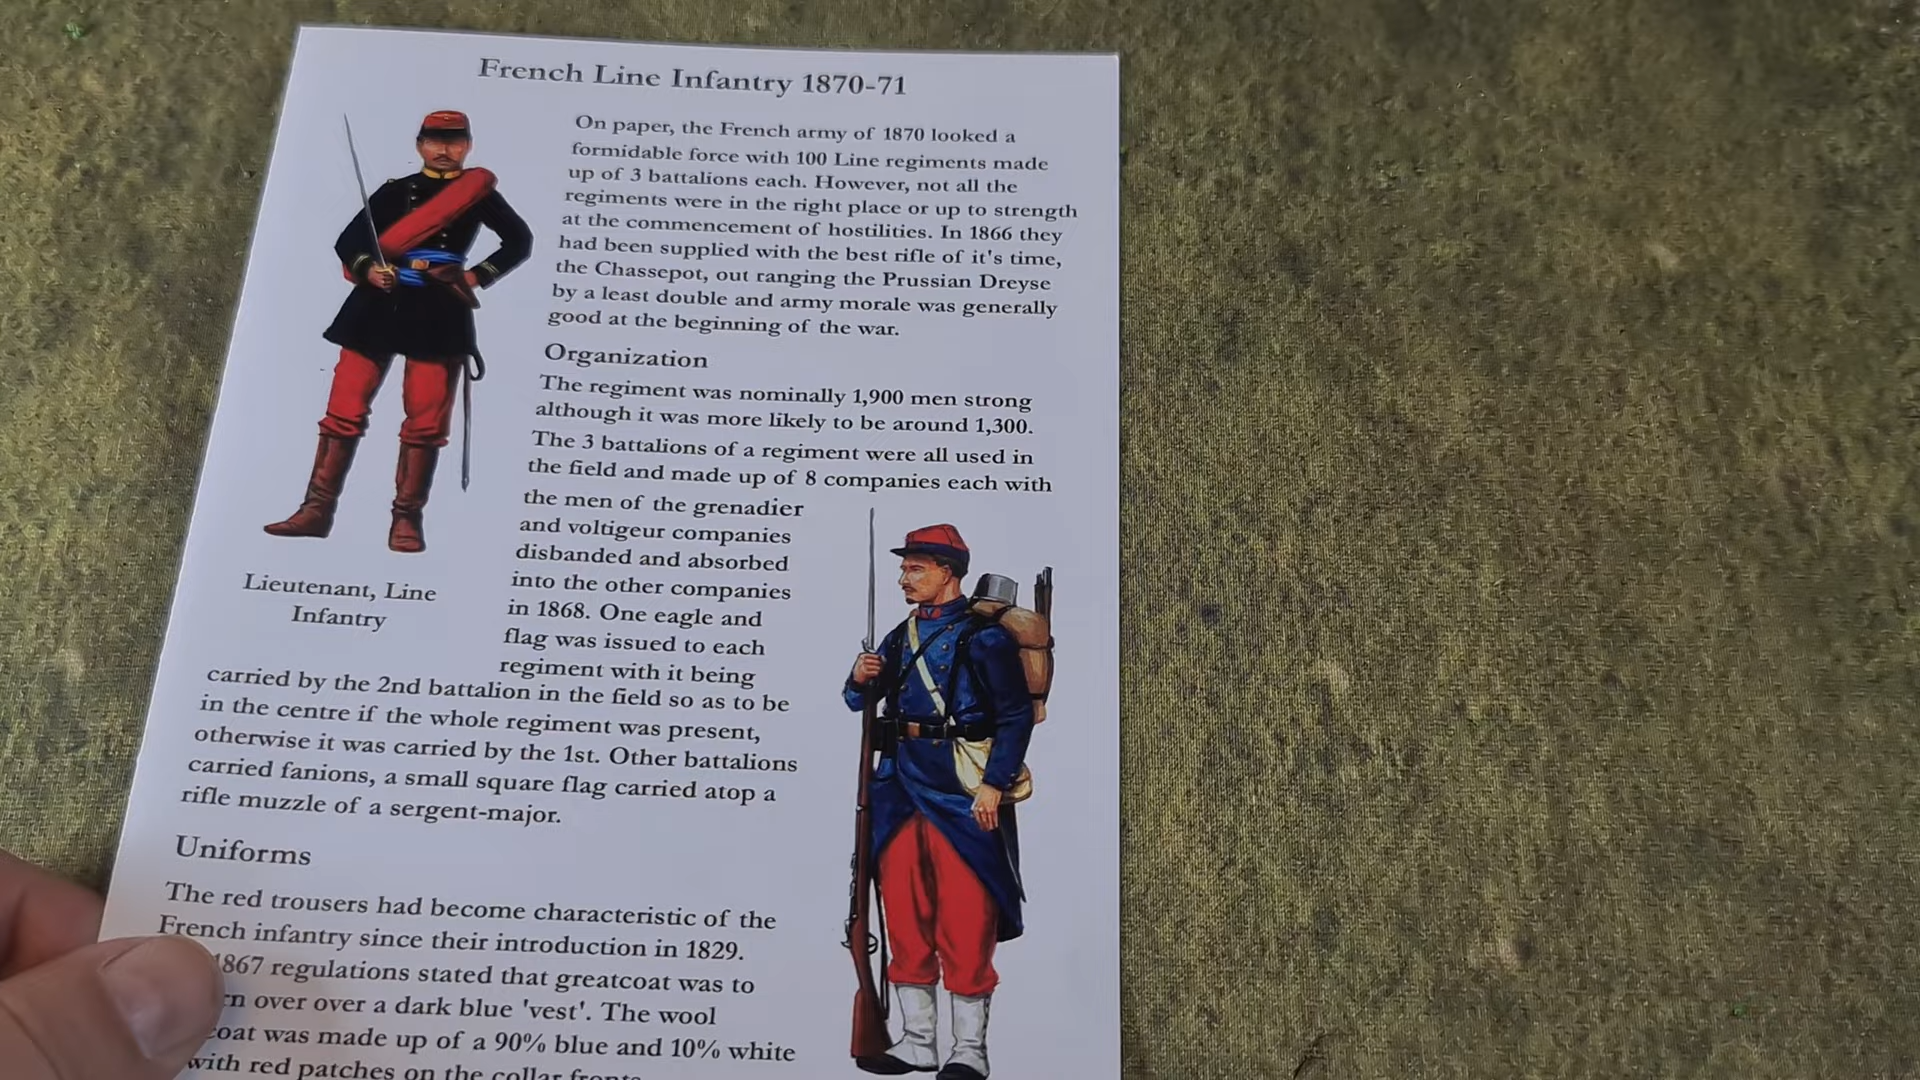 French Line Infantry 1870-71
On paper, the French army of 1870 looked a
formidable force with 100 Line regiments made
up of 3 battalions each. However, not all the
regiments were in the right place or up to strength
at the commencement of hostilities. In 1866 they
had been supplied with the best rifle of it's time,
the Chassepot, out ranging the Prussian Dreyse
by a least double and army morale was generally
good at the beginning of the war.
Organization
The regiment was nominally 1,900 men strong
although it was more likely to be around 1,300.
The 3 battalions of a regiment were all used in
the field and made up of 8 companies each with
the men of the grenadier
and voltigeur companies
disbanded and absorbed
into the other companies
in 1868. One eagle and
flag was issued to each
regiment with it being
carried by the 2nd battalion in the field so as to be
in the centre if the whole regiment was present,
otherwise it was carried by the 1st. Other battalions
carried fanions, a small square flag carried atop a
rifle muzzle of a sergent-major.
Lieutenant, Line
Infantry
Uniforms
The red trousers had become characteristic of the
French infantry since their introduction in 1829.
1867 regulations stated that greatcoat was to
over over a dark blue 'vest'. The wool
coat was made up of a 90% blue and 10% white
with red patches on the collar fronts